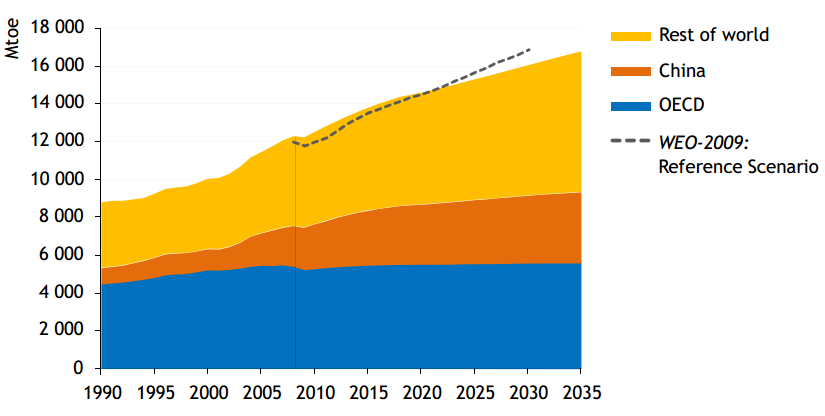 Mtoe
18 000
16 000
14 000
12 000
10 000
8 000
6 000
4 000
2 000
0
1990 1995 2000 2005 2010 2015 2020 2025 2030 2035
Rest of world
China
OECD
WEO-2009:
Reference Scenario